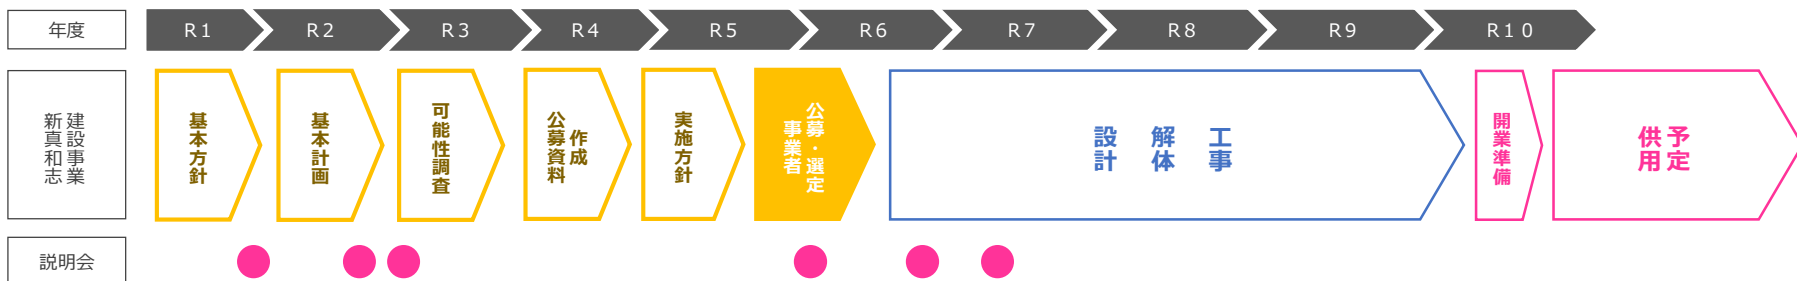 年度
R1
R2
R3
R4
R5
R6
R7
R8
R9
R10
新真和志
建設事業
基本方針
基本計画
可能性調査
公募資料
作成
実施方針
事業者
公募・選定
設計
解体
工事
開業準備
供用
予定
説明会